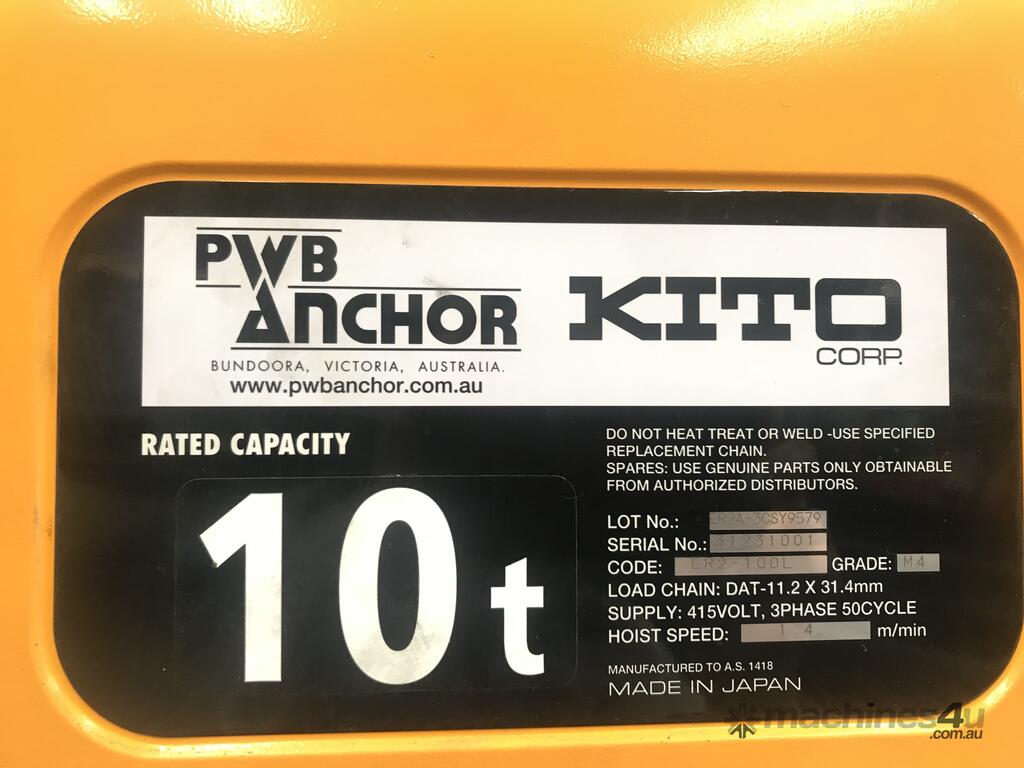 PWB
ANCHOR
BUNDOORA, VICTORIA, AUSTRALIA.
www.pwbanchor.com.au
KITO
CORP.
RATED CAPACITY
10t
DO NOT HEAT TREAT OR WELD -USE SPECIFIED
REPLACEMENT CHAIN.
SPARES: USE GENUINE PARTS ONLY OBTAINABLE
FROM AUTHORIZED DISTRIBUTORS.
LOT No.: ER2A-3CSY9579
SERIAL No.: 31231001
CODE: ER2-100L GRADE: M4
LOAD CHAIN: DAT-11.2 X 31.4mm
SUPPLY: 415VOLT, 3PHASE 50CYCLE
HOIST SPEED: 1.4 m/min
MANUFACTURED TO A.S. 1418
MADE IN JAPAN
machines4u
.com.au